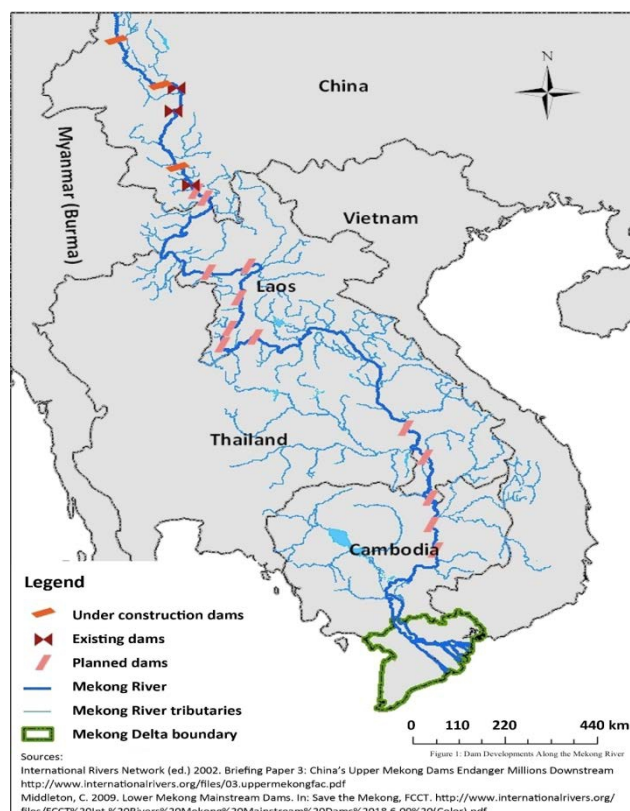 China
N
Myanmar (Burma)
Vietnam
Laos
Thailand
Cambodia
Legend
Under construction dams
Existing dams
Planned dams
Mekong River
Mekong River tributaries
Mekong Delta boundary
0 110 220 440 km
Figure 1: Dam Developments Along the Mekong River
Sources:
International Rivers Network (ed.) 2002. Briefing Paper 3: China's Upper Mekong Dams Endanger Millions Downstream
http://www.internationalrivers.org/files/03.uppermekongfac.pdf
Middleton, C. 2009. Lower Mekong Mainstream Dams. In: Save the Mekong, FCCT. http://www.internationalrivers.org/